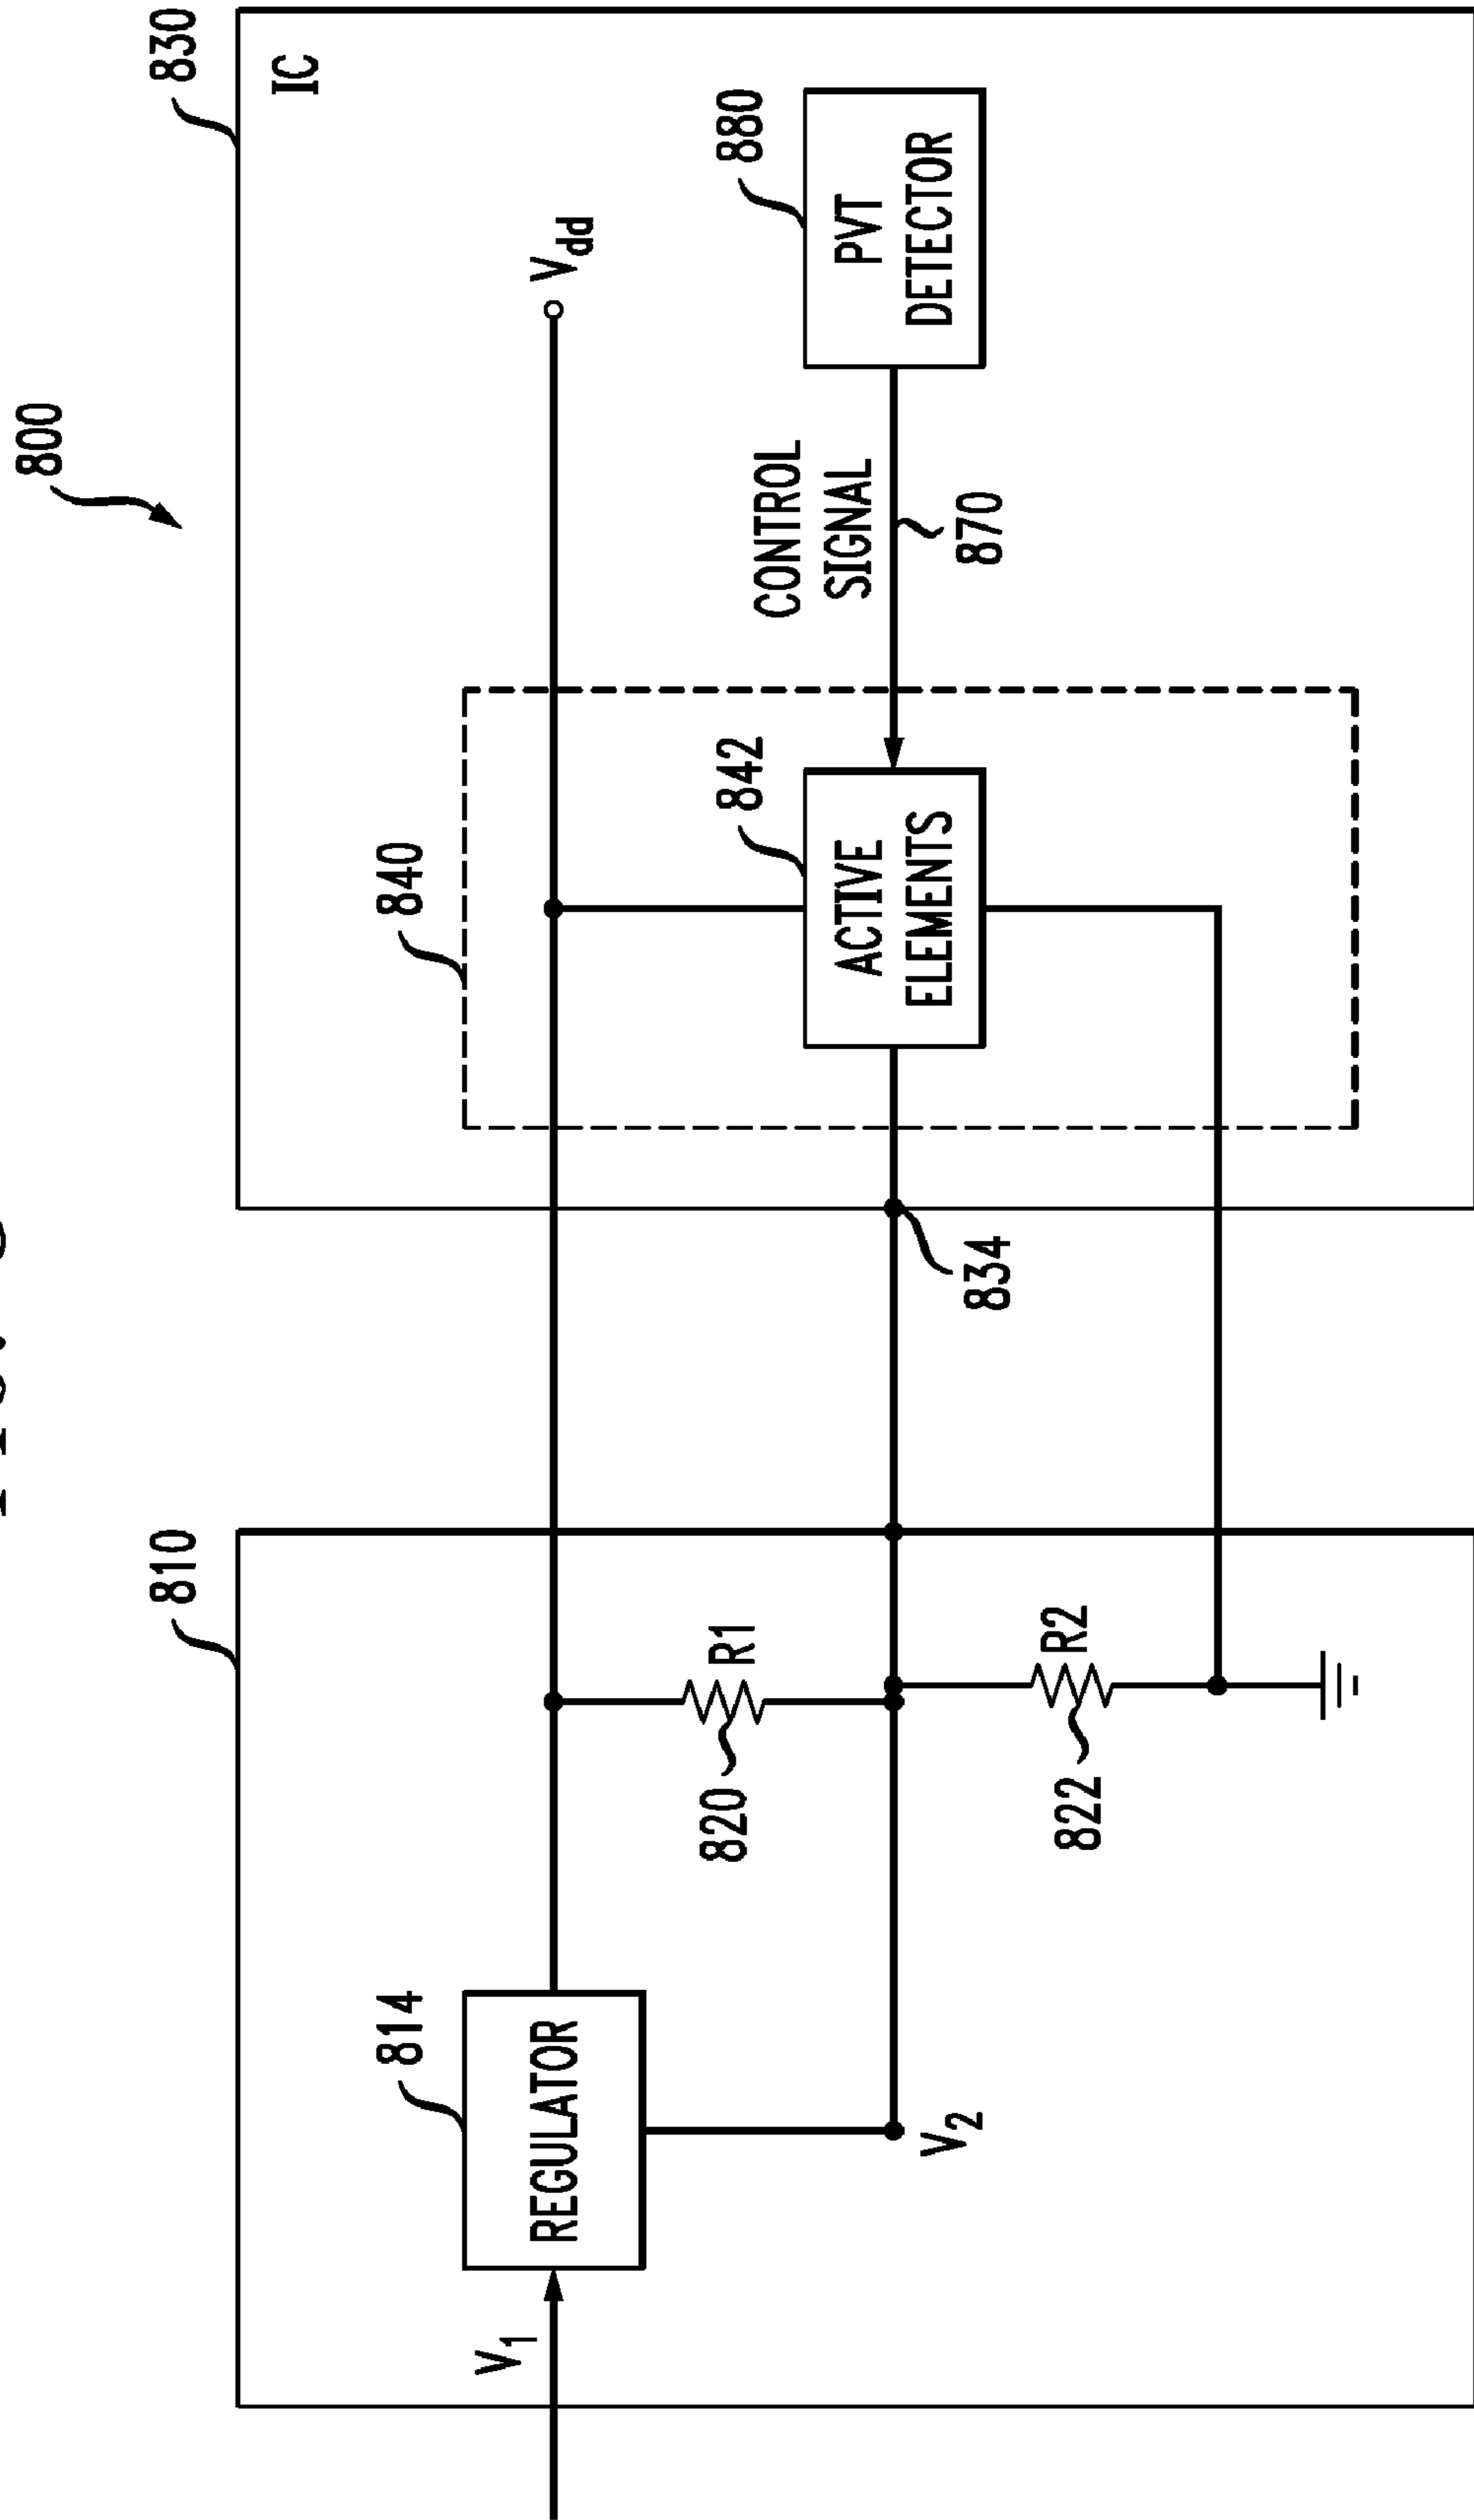 800
810
830
IC
814
840
V1
REGULATOR
Vdd
820
R1
842
880
ACTIVE
ELEMENTS
CONTROL
SIGNAL
PVT
DETECTOR
V2
834
870
822
R2